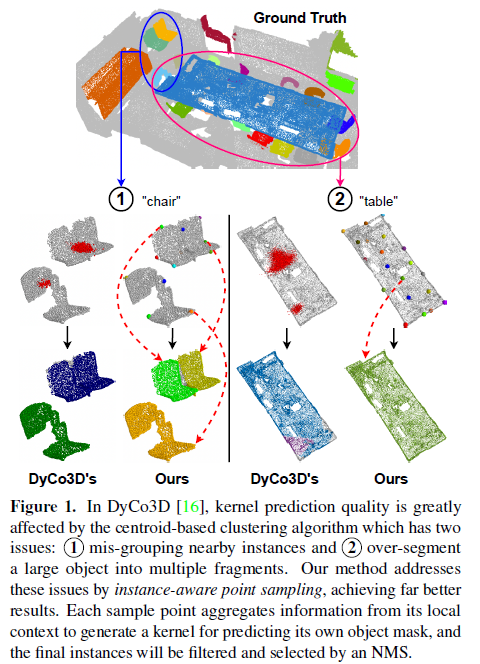 Ground Truth
1 "chair"
2 "table"
DyCo3D's
Ours
DyCo3D's
Ours
Figure 1. In DyCo3D [16], kernel prediction quality is greatly
affected by the centroid-based clustering algorithm which has two
issues: 1 mis-grouping nearby instances and 2 over-segment
a large object into multiple fragments. Our method addresses
these issues by instance-aware point sampling, achieving far better
results. Each sample point aggregates information from its local
context to generate a kernel for predicting its own object mask, and
the final instances will be filtered and selected by an NMS.